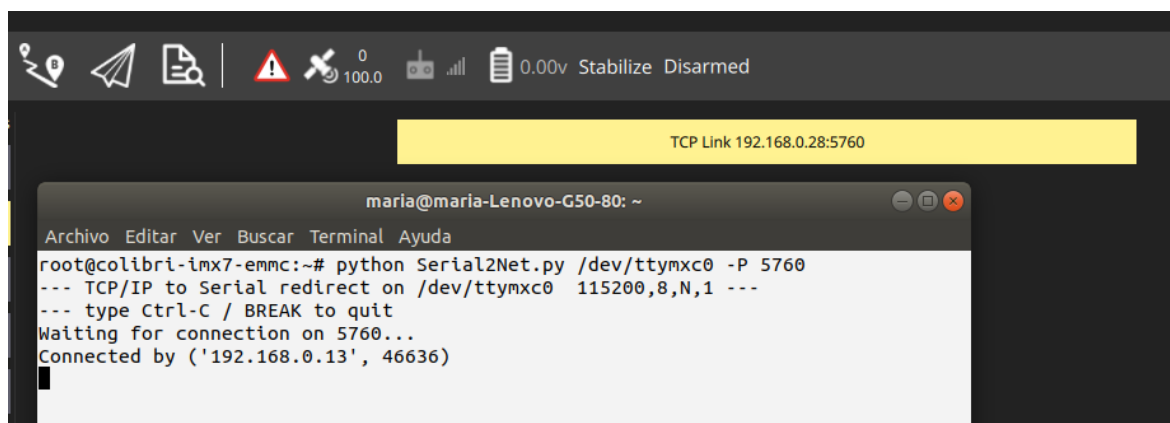 0
100.0
0.00v Stabilize Disarmed
TCP Link 192.168.0.28:5760
maria@maria-Lenovo-G50-80: ~
Archivo Editar Ver Buscar Terminal Ayuda
root@colibri-imx7-emmc:~# python Serial2Net.py /dev/ttymxc0 -P 5760
--- TCP/IP to Serial redirect on /dev/ttymxc0  115200,8,N,1 ---
--- type Ctrl-C / BREAK to quit
Waiting for connection on 5760...
Connected by ('192.168.0.13', 46636)